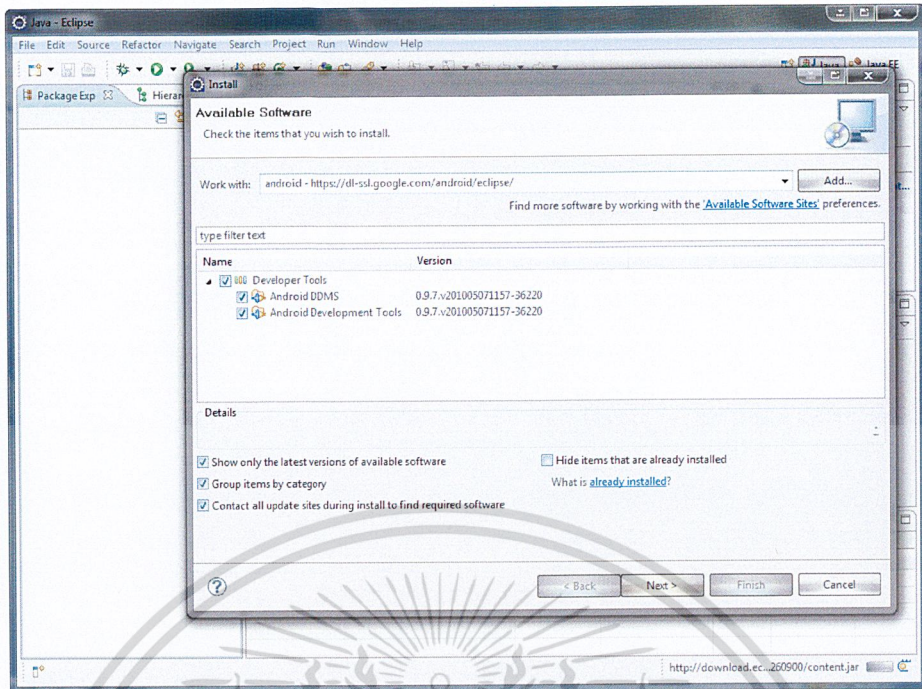 Java - Eclipse
File Edit Source Refactor Navigate Search Project Run Window Help
Java Java EE
Package Exp Hierar
Install
Available Software
Check the items that you wish to install.
Work with: android - https://dl-ssl.google.com/android/eclipse/ Add...
Find more software by working with the 'Available Software Sites' preferences.
type filter text
Name Version
Developer Tools
Android DDMS 0.9.7.v201005071157-36220
Android Development Tools 0.9.7.v201005071157-36220
Details
Show only the latest versions of available software Hide items that are already installed
Group items by category What is already installed?
Contact all update sites during install to find required software
? < Back Next > Finish Cancel
http://download.ec...260900/content.jar